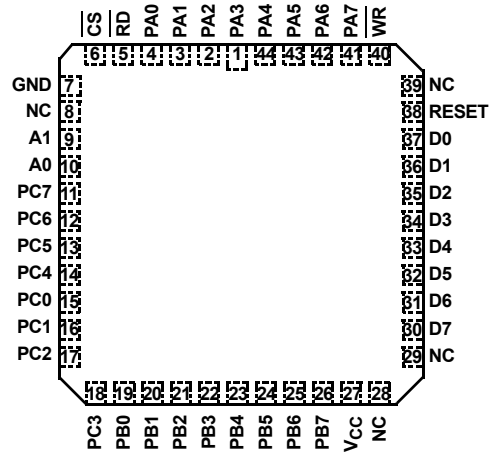 CS RD PA0 PA1 PA2 PA3 PA4 PA5 PA6 PA7 WR
6 5 4 3 2 1 44 43 42 41 40
GND 7 39 NC
NC 8 38 RESET
A1 9 37 D0
A0 10 36 D1
PC7 11 35 D2
PC6 12 34 D3
PC5 13 33 D4
PC4 14 32 D5
PC0 15 31 D6
PC1 16 30 D7
PC2 17 29 NC
18 19 20 21 22 23 24 25 26 27 28
PC3 PB0 PB1 PB2 PB3 PB4 PB5 PB6 PB7 VCC NC